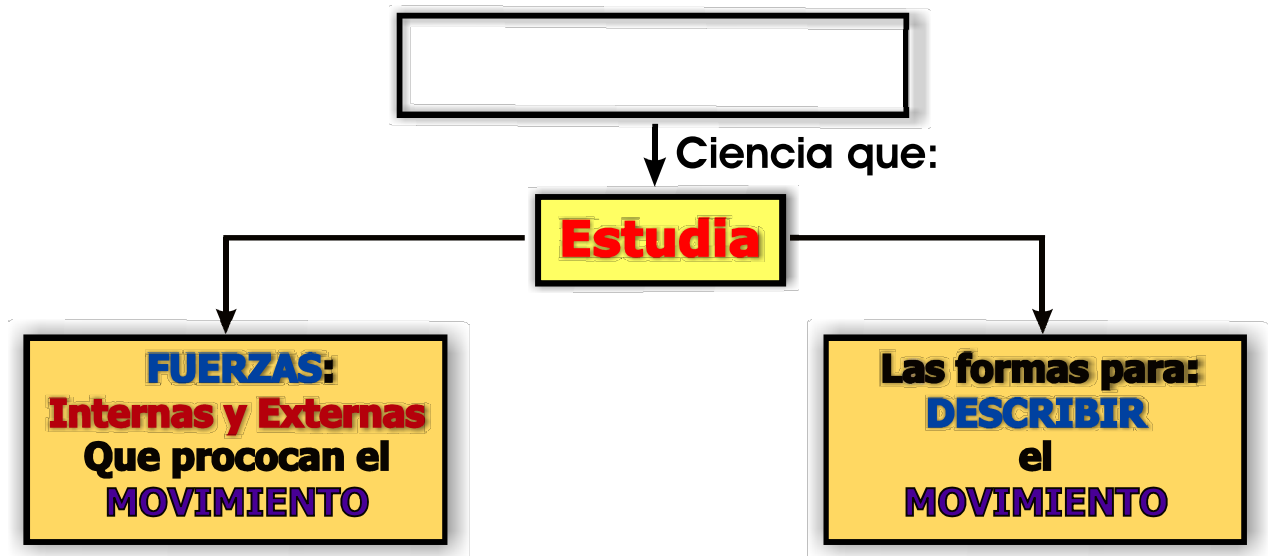 Ciencia que:
Estudia
FUERZAS:
Internas y Externas
Que prococan el
MOVIMIENTO
Las formas para:
DESCRIBIR
el
MOVIMIENTO